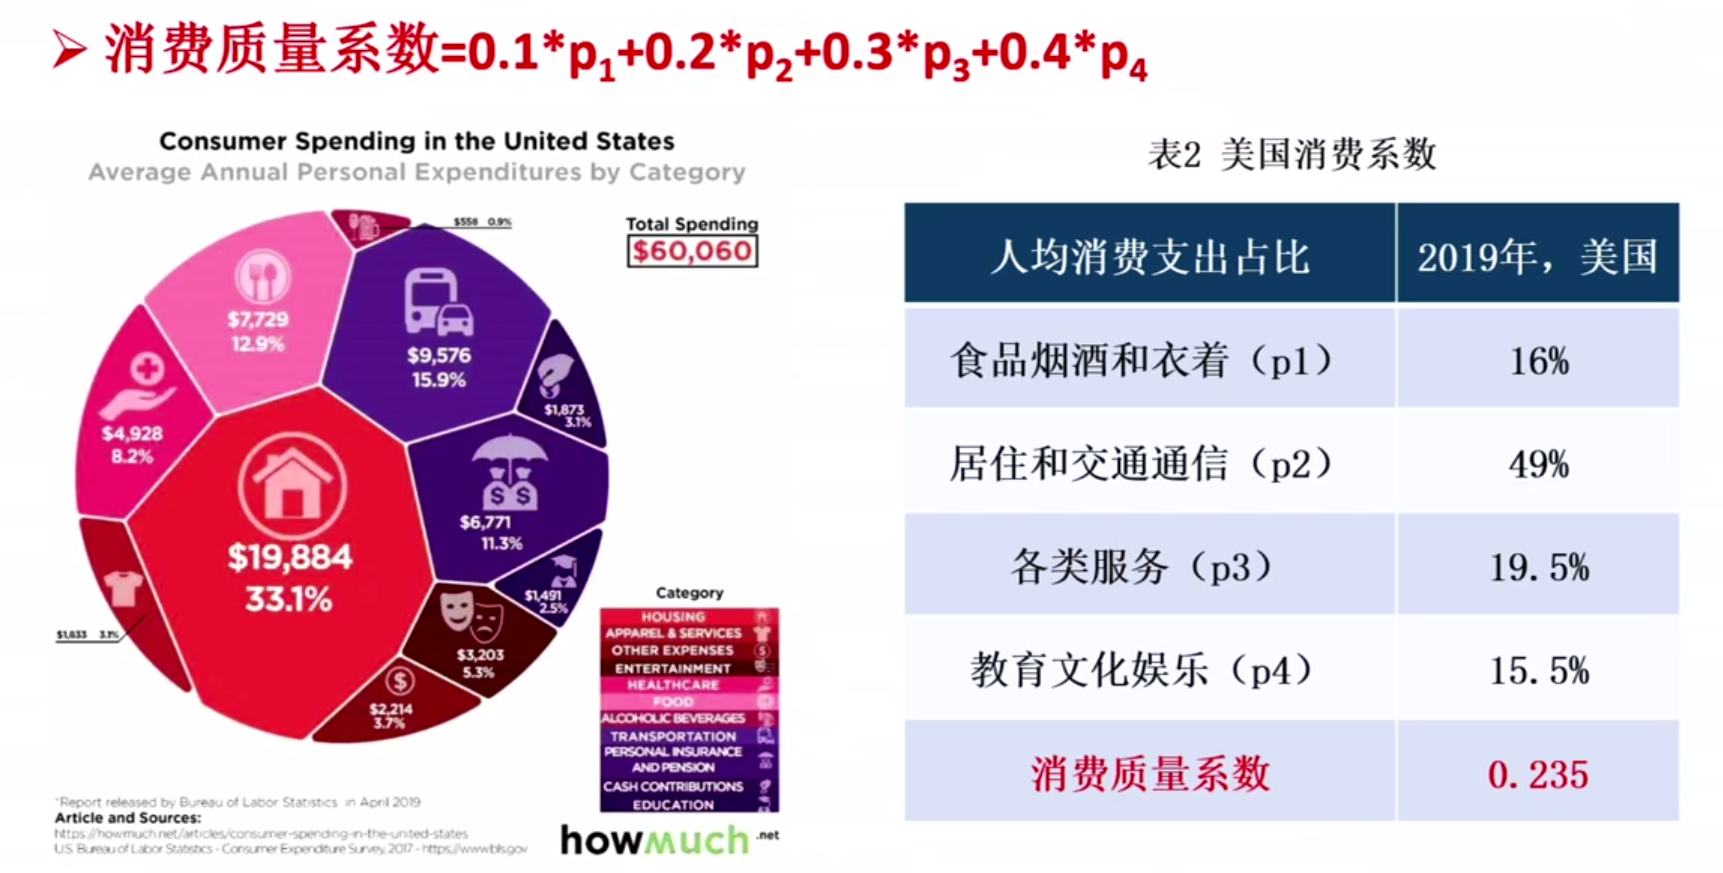 ➤ 消费质量系数=0.1*p1+0.2*p2+0.3*p3+0.4*p4
Consumer Spending in the United States
Average Annual Personal Expenditures by Category
Total Spending
$60,060
$558 0.9%
$7,729
12.9%
$9,576
15.9%
$1,873
3.1%
$4,928
8.2%
$6,771
11.3%
$19,884
33.1%
$1,491
2.5%
$1,833 3.1%
$3,203
5.3%
$2,214
3.7%
Category
HOUSING
APPAREL & SERVICES
OTHER EXPENSES
ENTERTAINMENT
HEALTHCARE
FOOD
ALCOHOLIC BEVERAGES
TRANSPORTATION
PERSONAL INSURANCE
AND PENSION
CASH CONTRIBUTIONS
EDUCATION
*Report released by Bureau of Labor Statistics in April 2019
Article and Sources:
https://howmuch.net/articles/consumer-spending-in-the-united-states
U.S. Bureau of Labor Statistics - Consumer Expenditure Survey, 2017 - https://www.bls.gov
howmuch.net
表2 美国消费系数
人均消费支出占比 2019年，美国
食品烟酒和衣着（p1） 16%
居住和交通通信（p2） 49%
各类服务（p3） 19.5%
教育文化娱乐（p4） 15.5%
消费质量系数 0.235